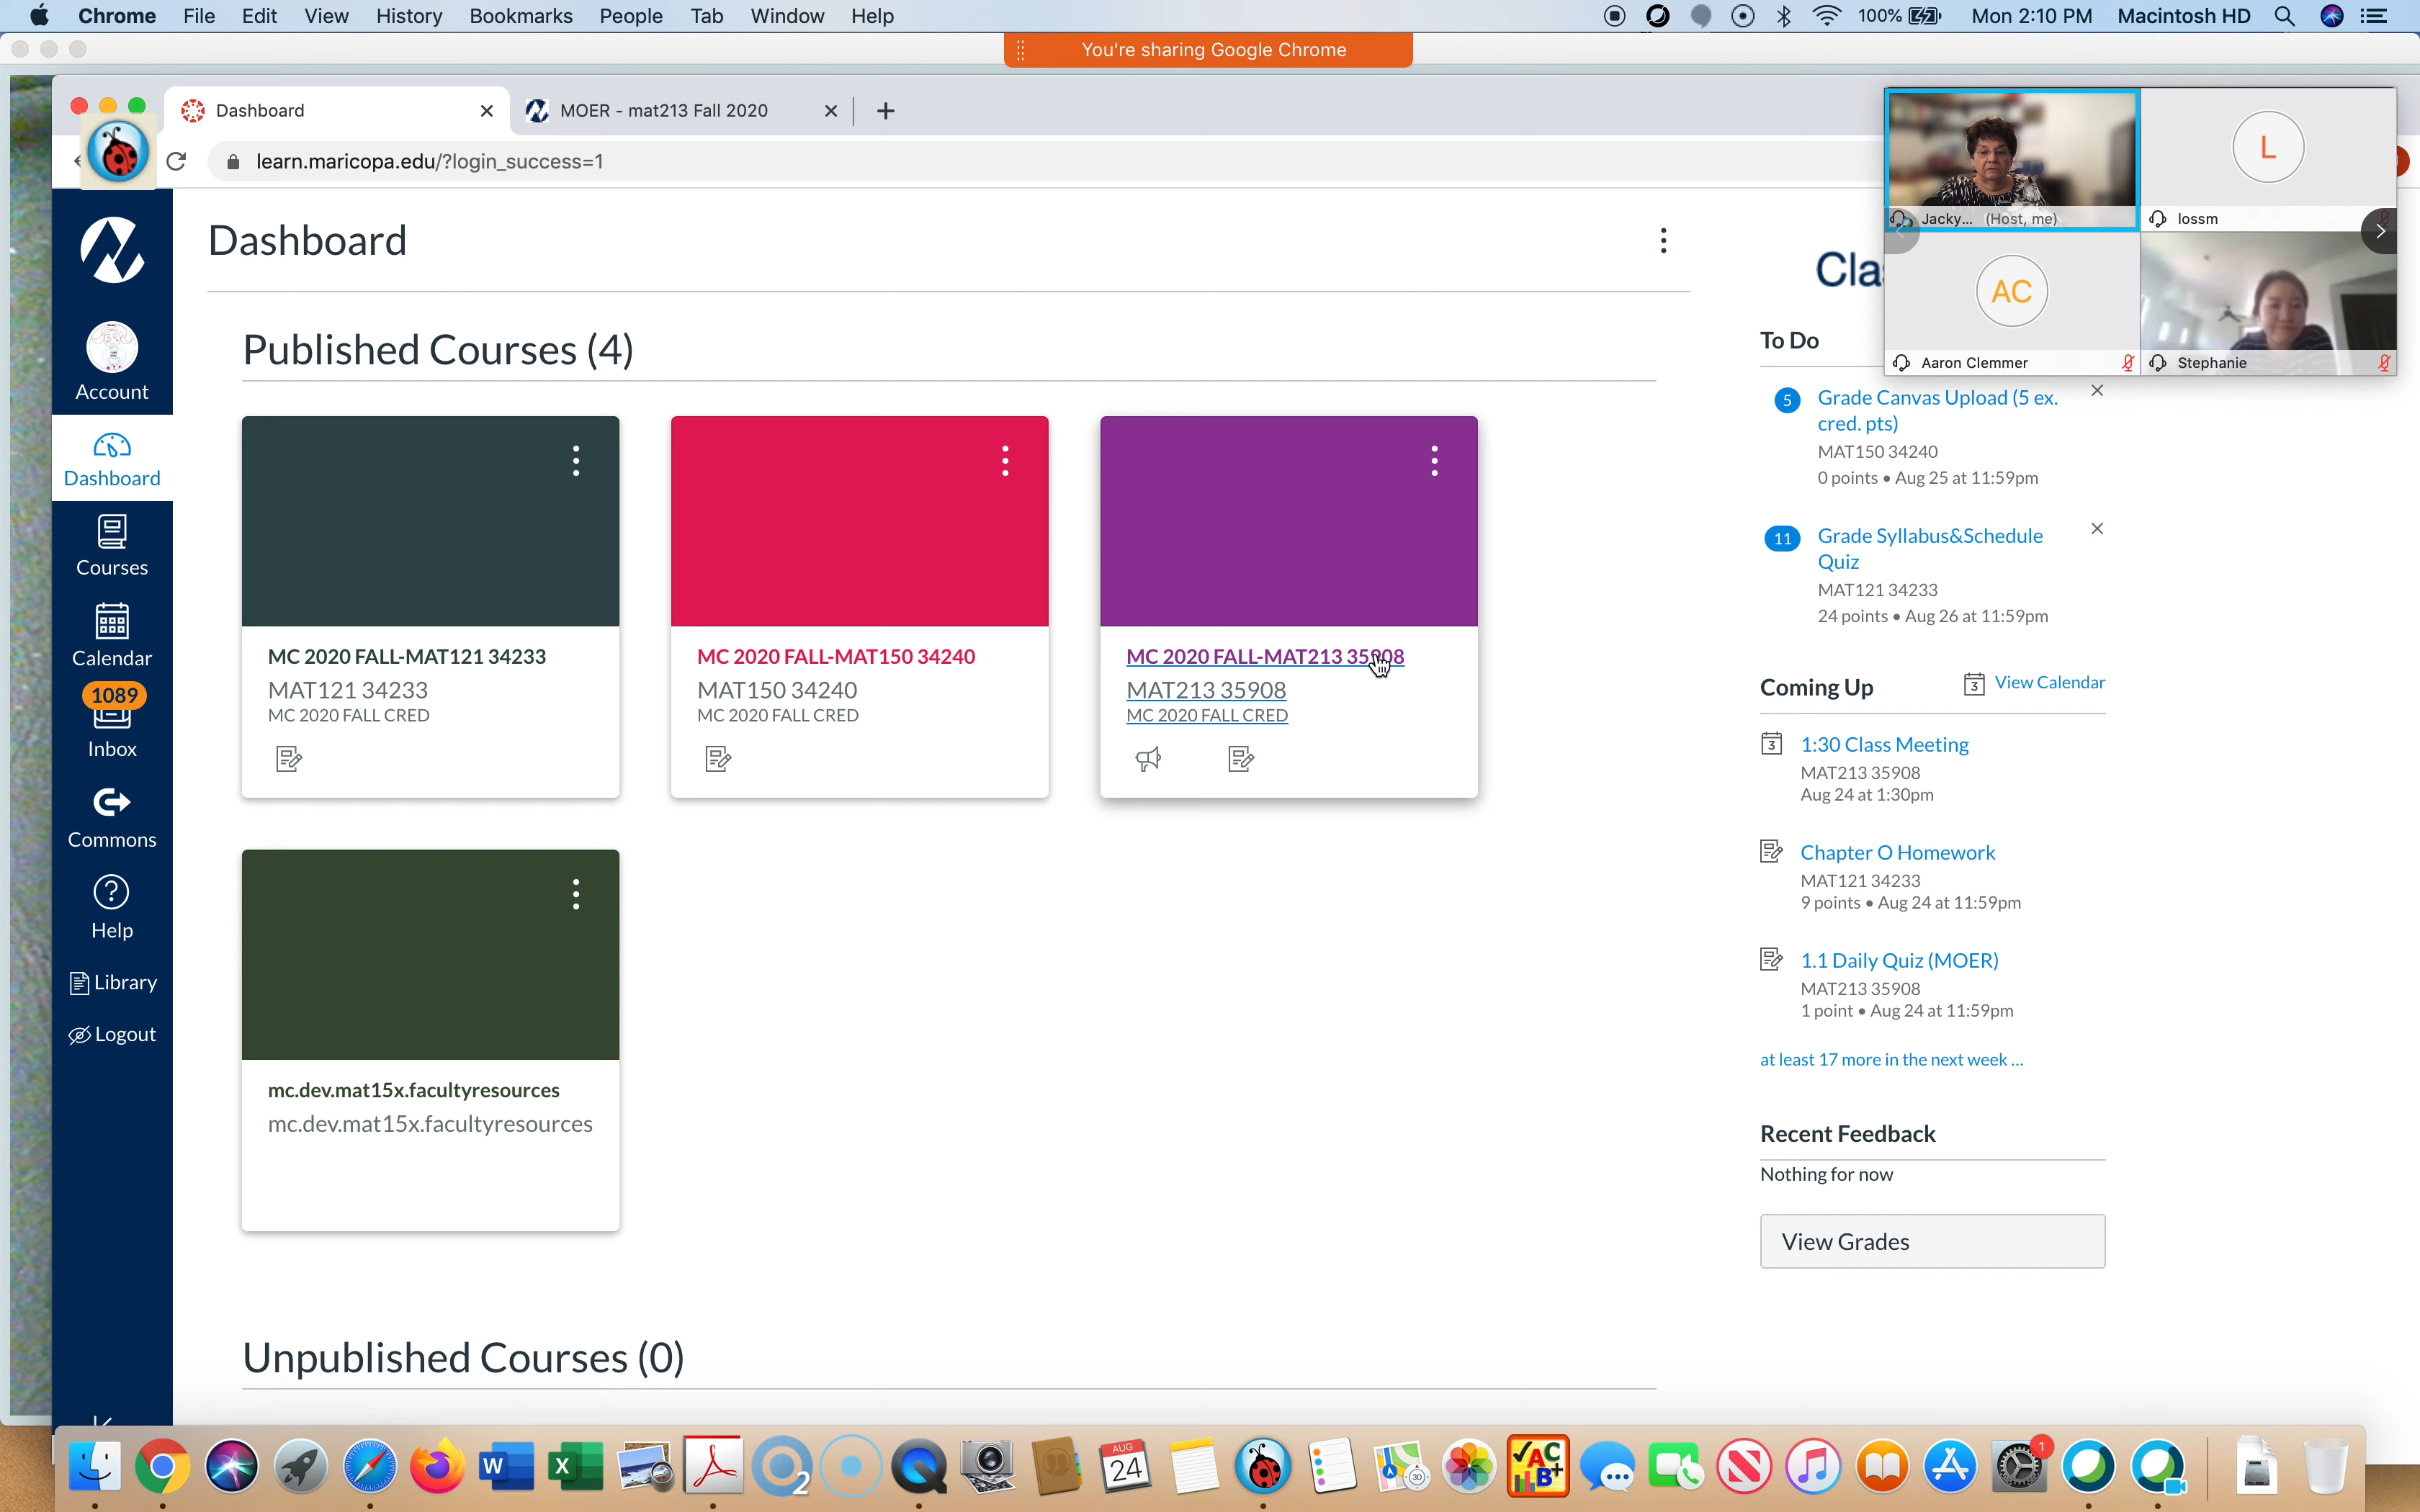 Chrome File Edit View History Bookmarks People Tab Window Help
100% Mon 2:10 PM Macintosh HD
You're sharing Google Chrome
Dashboard
MOER - mat213 Fall 2020
learn.maricopa.edu/?login_success=1
Jacky... (Host, me)
L
lossm
AC
Aaron Clemmer
Stephanie
Account
Dashboard
Courses
Calendar
1089
Inbox
Commons
Help
Library
Logout
Dashboard
Published Courses (4)
MC 2020 FALL-MAT121 34233
MAT121 34233
MC 2020 FALL CRED
MC 2020 FALL-MAT150 34240
MAT150 34240
MC 2020 FALL CRED
MC 2020 FALL-MAT213 35908
MAT213 35908
MC 2020 FALL CRED
mc.dev.mat15x.facultyresources
mc.dev.mat15x.facultyresources
Unpublished Courses (0)
To Do
5
Grade Canvas Upload (5 ex.
cred. pts)
MAT150 34240
0 points • Aug 25 at 11:59pm
11
Grade Syllabus&Schedule
Quiz
MAT121 34233
24 points • Aug 26 at 11:59pm
Coming Up
3 View Calendar
3
1:30 Class Meeting
MAT213 35908
Aug 24 at 1:30pm
Chapter O Homework
MAT121 34233
9 points • Aug 24 at 11:59pm
1.1 Daily Quiz (MOER)
MAT213 35908
1 point • Aug 24 at 11:59pm
at least 17 more in the next week ...
Recent Feedback
Nothing for now
View Grades
W
X
2
AUG
24
3D
AC
B+
1